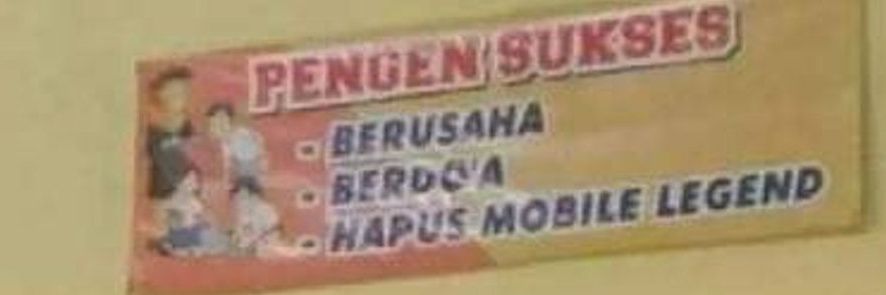 PENGEN SUKSES
- BERUSAHA
- BERDO'A
- HAPUS MOBILE LEGEND